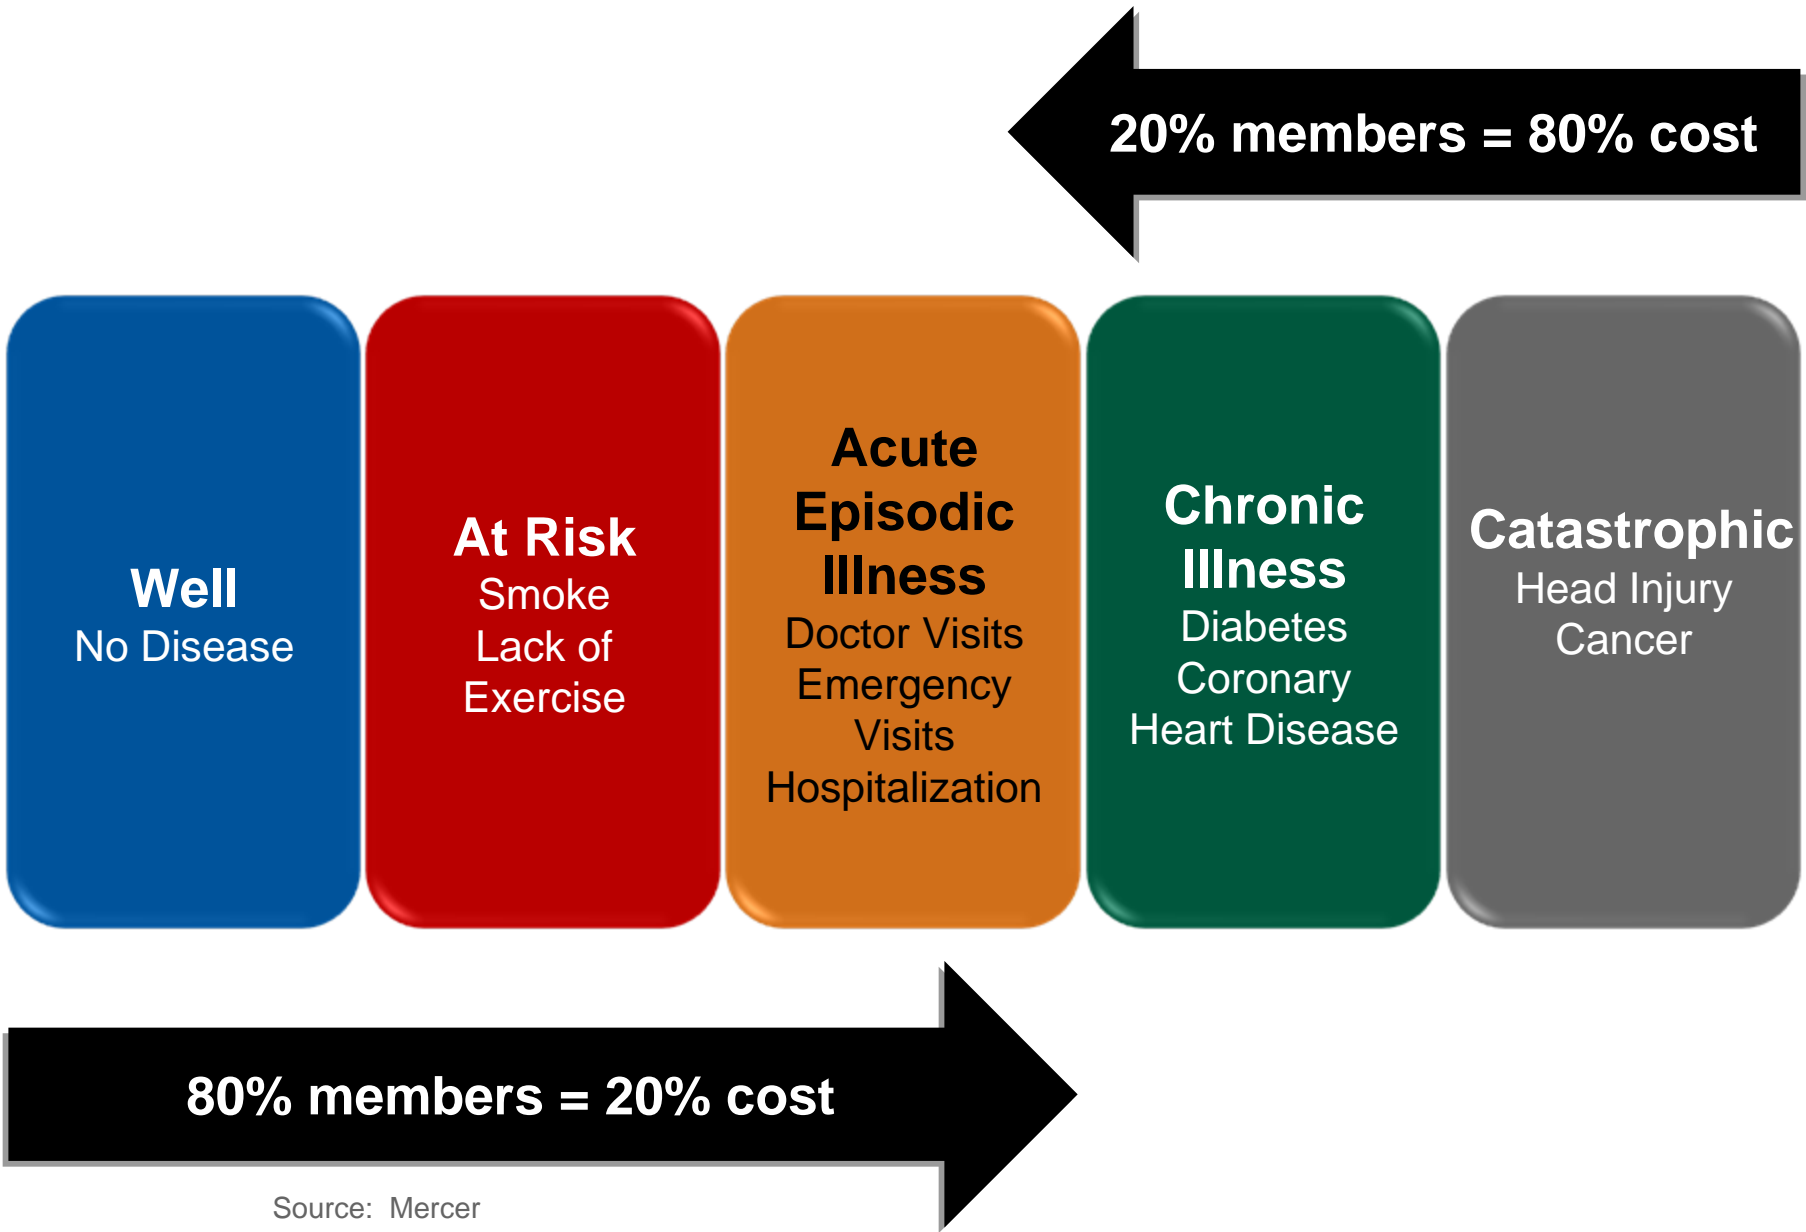 20% members = 80% cost
Well
No Disease
At Risk
Smoke
Lack of
Exercise
Acute
Episodic
Illness
Doctor Visits
Emergency
Visits
Hospitalization
Chronic
Illness
Diabetes
Coronary
Heart Disease
Catastrophic
Head Injury
Cancer
80% members = 20% cost
Source: Mercer